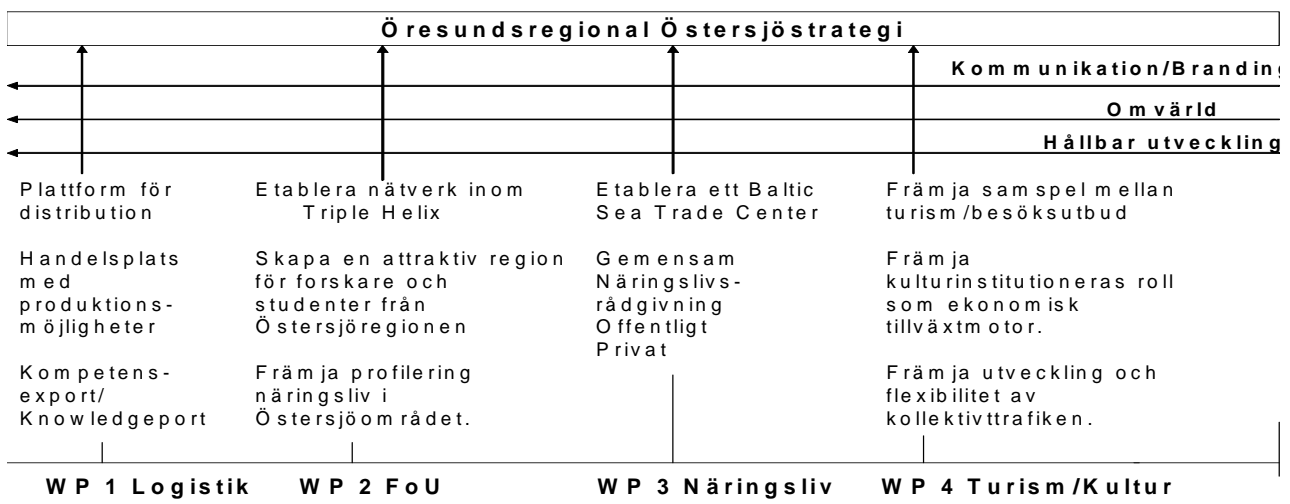 Öresundsregional Östersjöstrategi
Kommunikation/Branding
Omvärld
Hållbar utveckling
Plattform för
distribution
Handelsplats
med
produktions-
möjligheter
Kompetens-
export/
Knowledgeport
Etablera nätverk inom
Triple Helix
Skapa en attraktiv region
för forskare och
studenter från
Östersjöregionen
Främja profilering
näringsliv i
Östersjöområdet.
Etablera ett Baltic
Sea Trade Center
Gemensam
Näringslivs-
rådgivning
Offentligt
Privat
Främja samspel mellan
turism/besöksutbud
Främja
kulturinstitutioneras roll
som ekonomisk
tillväxtmotor.
Främja utveckling och
flexibilitet av
kollektivttrafiken.
WP 1 Logistik
WP 2 FoU
WP 3 Näringsliv
WP 4 Turism/Kultur